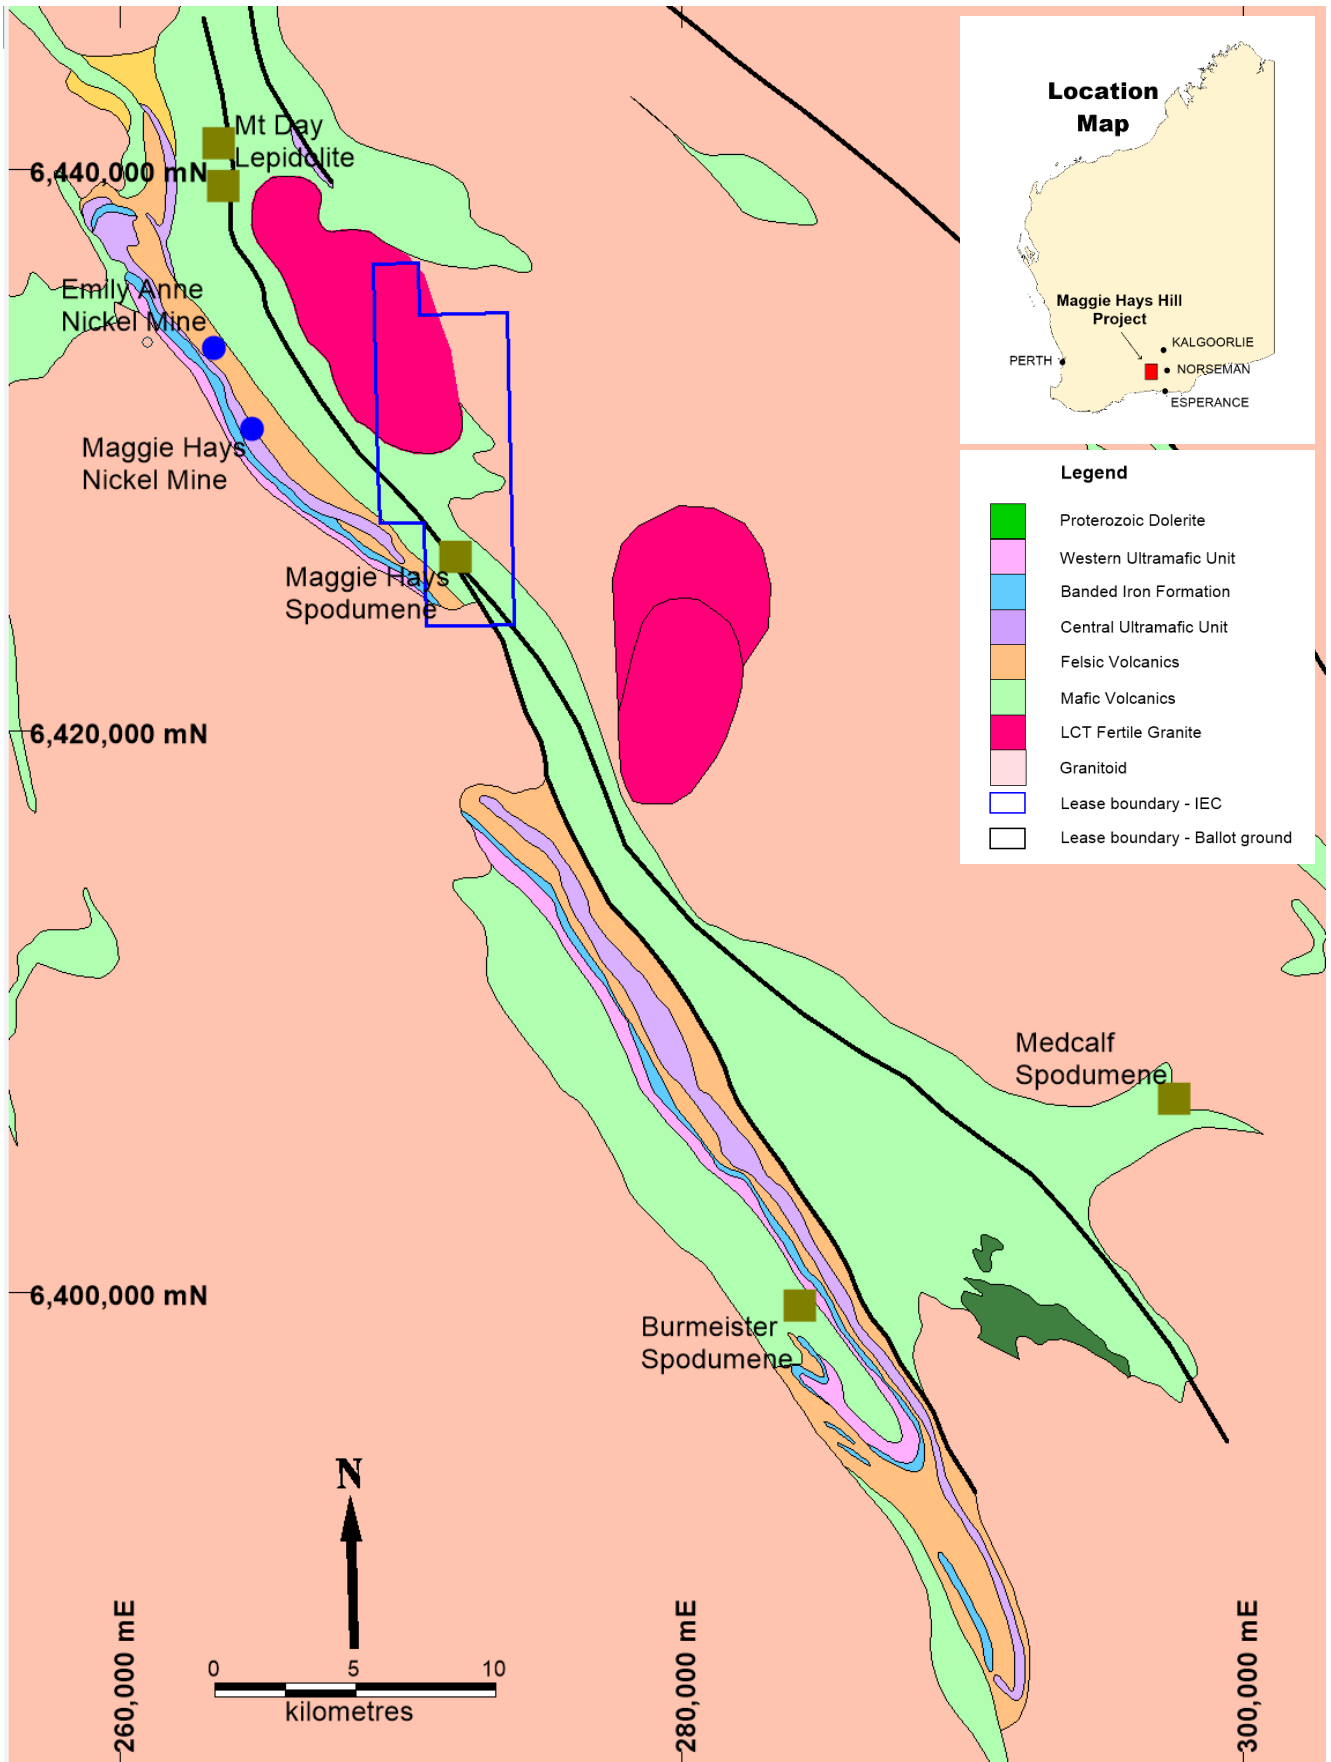 Location
Map
Maggie Hays Hill
Project
KALGOORLIE
PERTH
NORSEMAN
ESPERANCE
Legend
Proterozoic Dolerite
Western Ultramafic Unit
Banded Iron Formation
Central Ultramafic Unit
Felsic Volcanics
Mafic Volcanics
LCT Fertile Granite
Granitoid
Lease boundary - IEC
Lease boundary - Ballot ground
Mt Day
Lepidolite
6,440,000 mN
Emily Anne
Nickel Mine
Maggie Hays
Nickel Mine
Maggie Hays
Spodumene
6,420,000 mN
Medcalf
Spodumene
6,400,000 mN
Burmeister
Spodumene
N
0 5 10
kilometres
260,000 mE
280,000 mE
300,000 mE